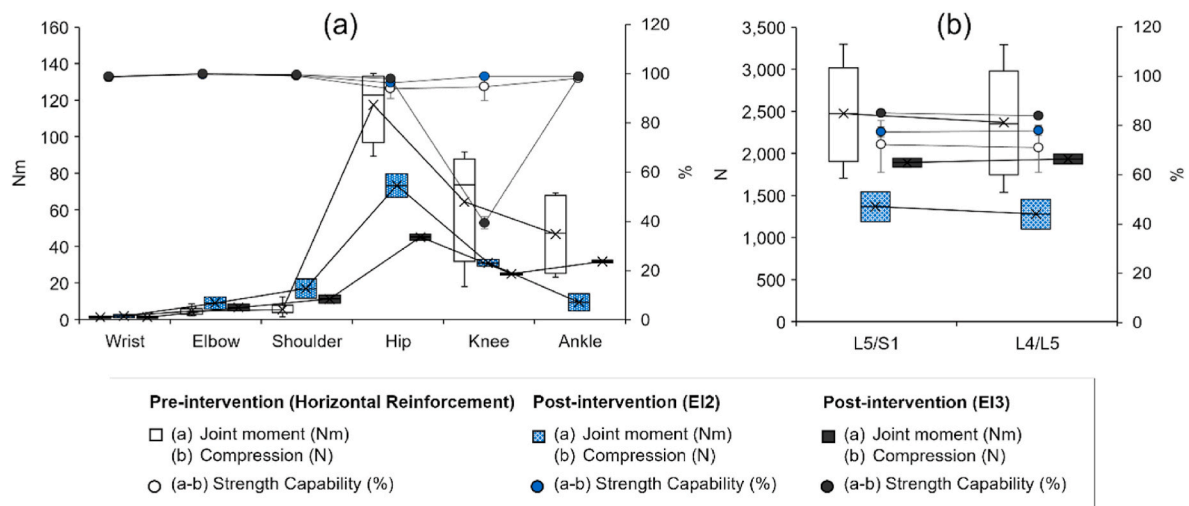 (a)
160
140
120
100
80
60
40
20
0
Nm
120
100
80
60
40
20
0
%
Wrist Elbow Shoulder Hip Knee Ankle
(b)
3,500
3,000
2,500
2,000
1,500
1,000
500
0
N
120
100
80
60
40
20
0
%
L5/S1 L4/L5
Pre-intervention (Horizontal Reinforcement)
(a) Joint moment (Nm)
(b) Compression (N)
(a-b) Strength Capability (%)
Post-intervention (EI2)
(a) Joint moment (Nm)
(b) Compression (N)
(a-b) Strength Capability (%)
Post-intervention (EI3)
(a) Joint moment (Nm)
(b) Compression (N)
(a-b) Strength Capability (%)